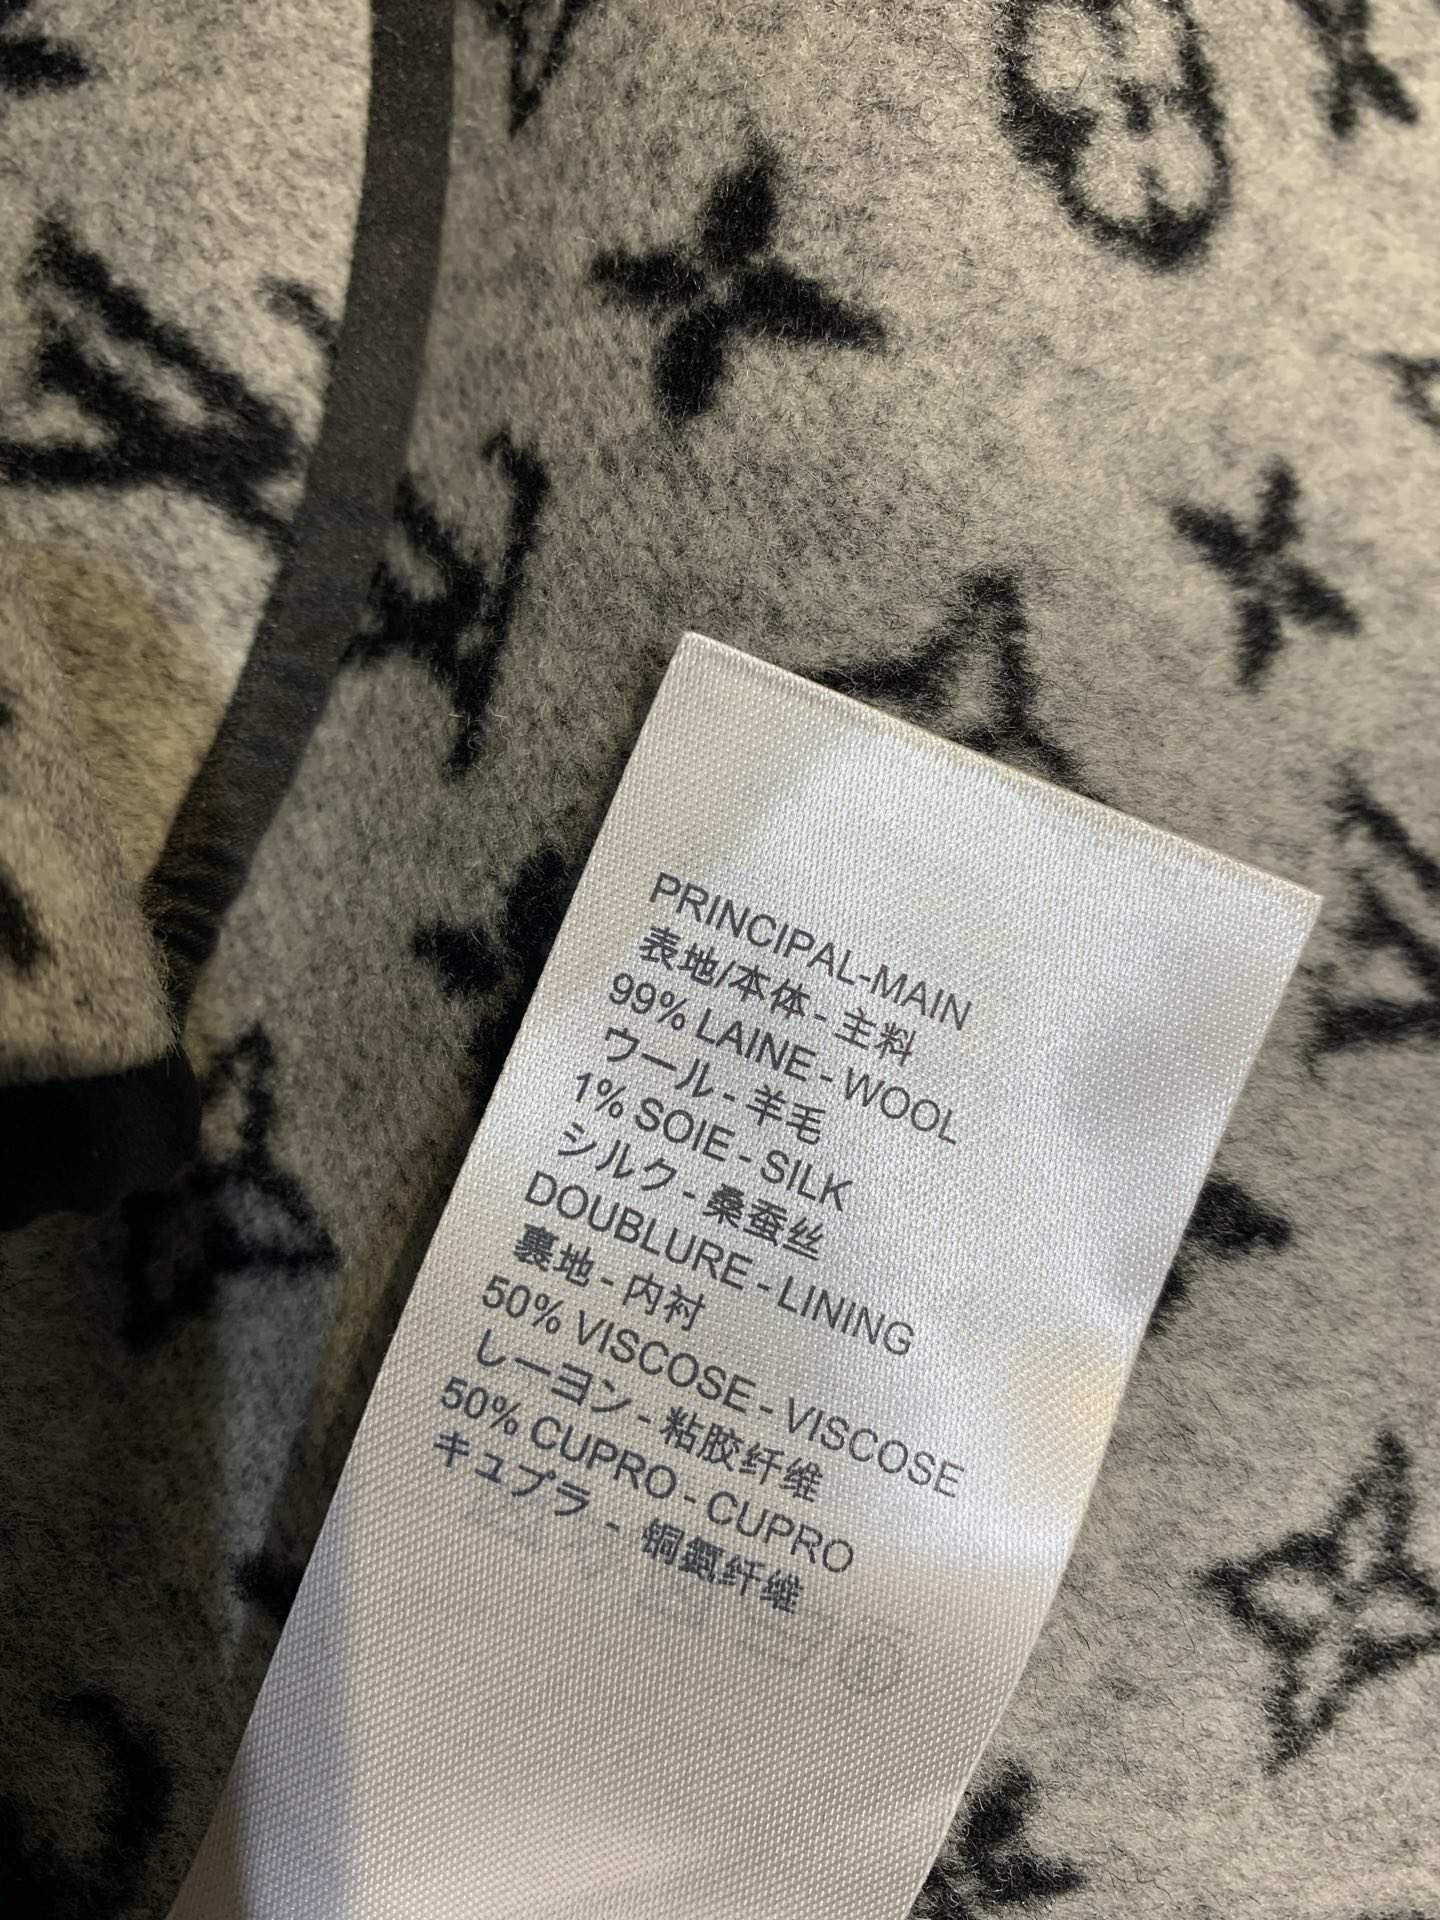 PRINCIPAL-MAIN
表地/本体 - 主料
99% LAINE - WOOL
ウール - 羊毛
1% SOIE - SILK
シルク - 桑蚕丝
DOUBLURE - LINING
裏地 - 内衬
50% VISCOSE - VISCOSE
レーヨン - 粘胶纤维
50% CUPRO - CUPRO
キュプラ - 铜氨纤维